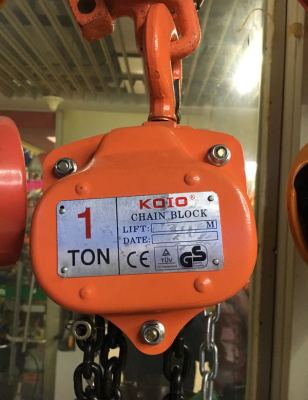 1
TON
KOIO
CHAIN BLOCK
LIFT: M
DATE:
CE TÜV GS